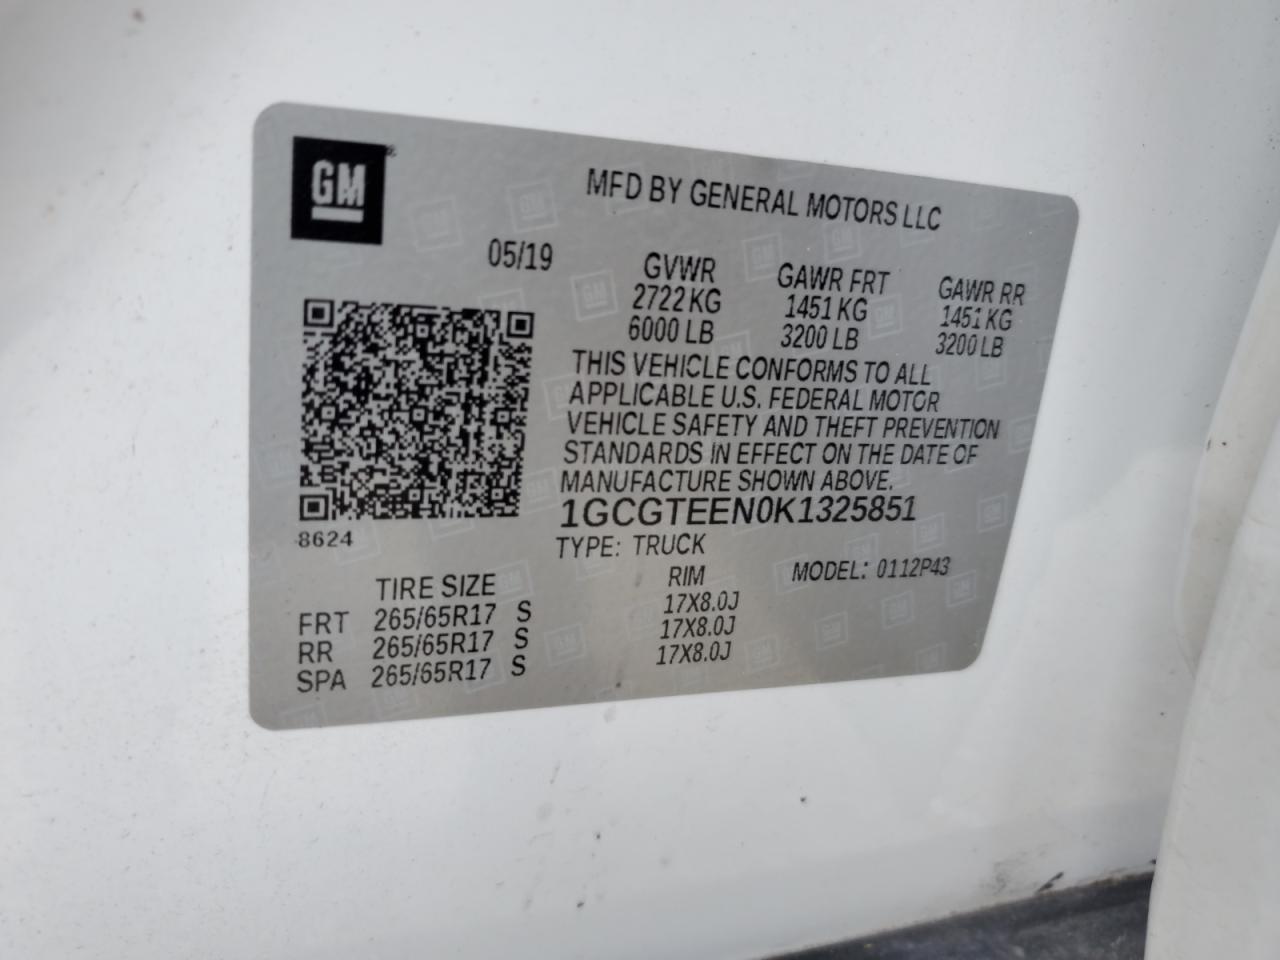 GM
MFD BY GENERAL MOTORS LLC
05/19
GVWR GAWR FRT GAWR RR
2722 KG 1451 KG 1451 KG
6000 LB 3200 LB 3200 LB
THIS VEHICLE CONFORMS TO ALL
APPLICABLE U.S. FEDERAL MOTOR
VEHICLE SAFETY AND THEFT PREVENTION
STANDARDS IN EFFECT ON THE DATE OF
MANUFACTURE SHOWN ABOVE.
1GCGTEEN0K1325851
8624
TYPE: TRUCK
MODEL: 0112P43
TIRE SIZE RIM
FRT 265/65R17 S 17X8.0J
RR 265/65R17 S 17X8.0J
SPA 265/65R17 S 17X8.0J